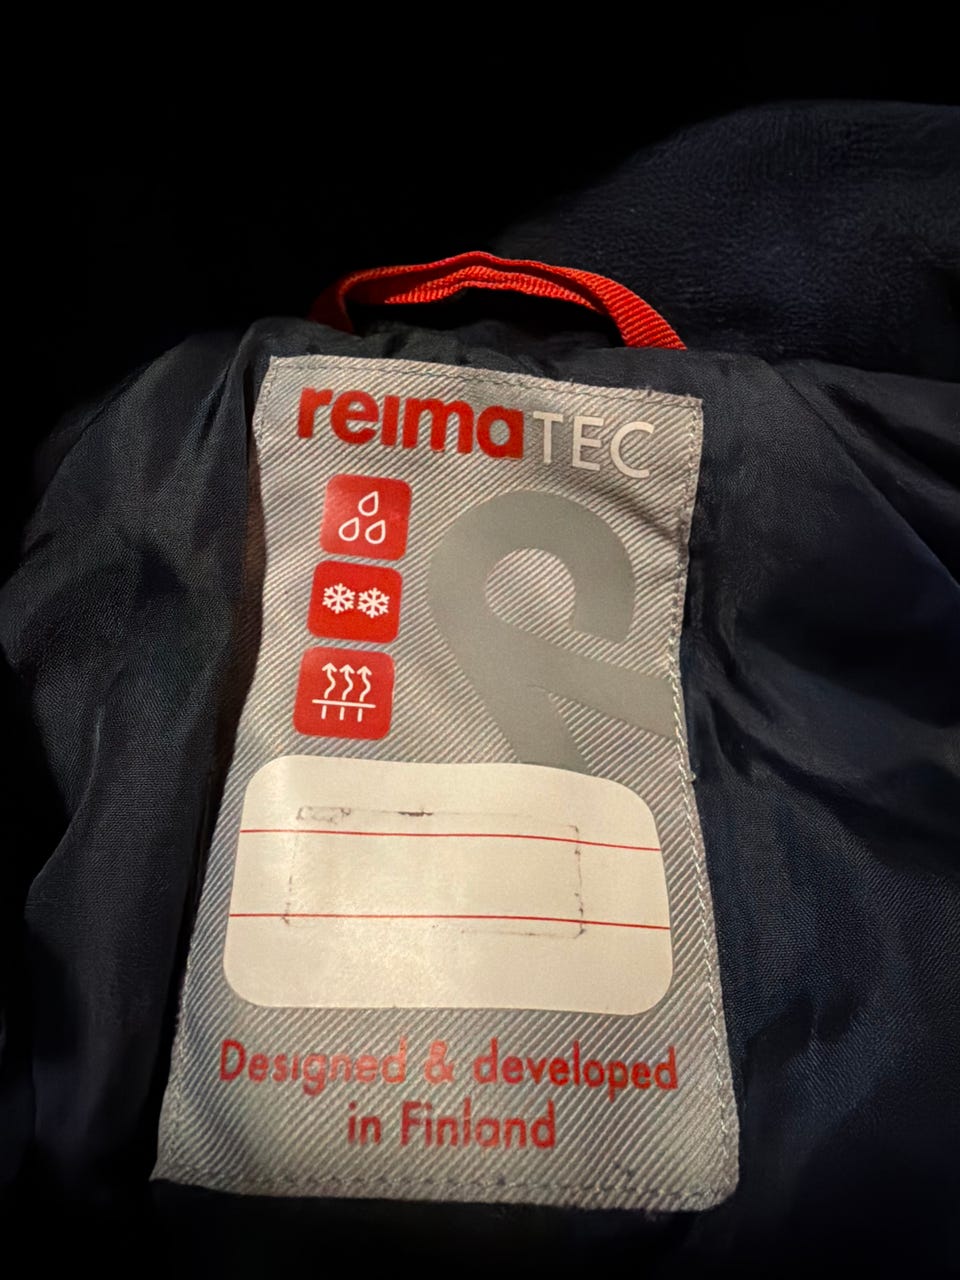 reimaTEC
Designed & developed
in Finland